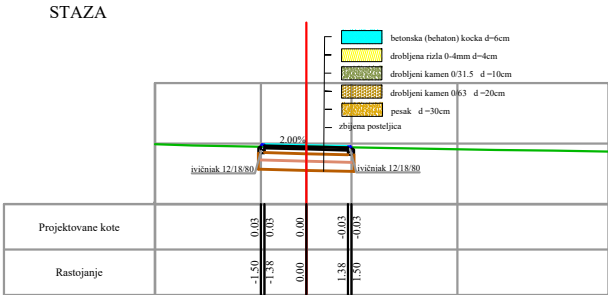 STAZA
betonska (behaton) kocka d=6cm
drobljena rizla 0-4mm d=4cm
drobljeni kamen 0/31.5 d =10cm
drobljeni kamen 0/63 d =20cm
pesak d =30cm
zbijena posteljica
2.00%
ivičnjak 12/18/80
ivičnjak 12/18/80
Projektovane kote
0.03
0.03
0.00
-0.03
-0.03
Rastojanje
-1.50
-1.38
0.00
1.38
1.50